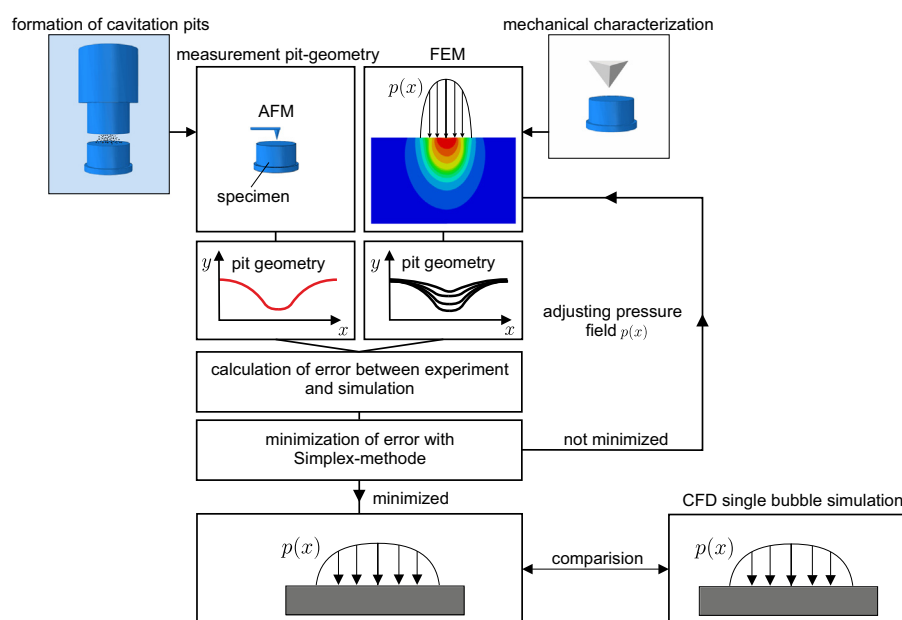 formation of cavitation pits
mechanical characterization
measurement pit-geometry
FEM
AFM
specimen
p(x)
y
pit geometry
x
y
pit geometry
x
adjusting pressure
field p(x)
calculation of error between experiment
and simulation
minimization of error with
Simplex-methode
not minimized
minimized
CFD single bubble simulation
p(x)
comparision
p(x)